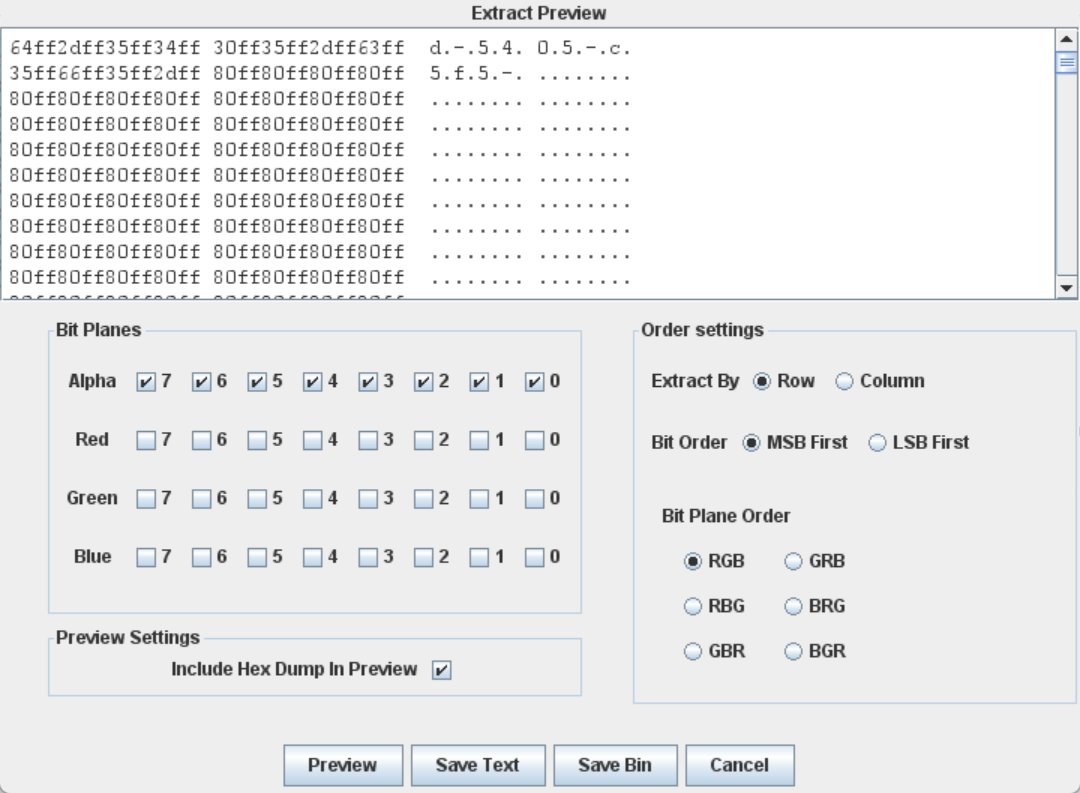 Extract Preview
64ff2dff35ff34ff 30ff35ff2dff63ff d.-.5.4. 0.5.-.c.
35ff66ff35ff2dff 80ff80ff80ff80ff 5.f.5.-. ........
80ff80ff80ff80ff 80ff80ff80ff80ff ........ ........
80ff80ff80ff80ff 80ff80ff80ff80ff ........ ........
80ff80ff80ff80ff 80ff80ff80ff80ff ........ ........
80ff80ff80ff80ff 80ff80ff80ff80ff ........ ........
80ff80ff80ff80ff 80ff80ff80ff80ff ........ ........
80ff80ff80ff80ff 80ff80ff80ff80ff ........ ........
80ff80ff80ff80ff 80ff80ff80ff80ff ........ ........
80ff80ff80ff80ff 80ff80ff80ff80ff ........ ........
Bit Planes
Alpha 7 6 5 4 3 2 1 0
Red 7 6 5 4 3 2 1 0
Green 7 6 5 4 3 2 1 0
Blue 7 6 5 4 3 2 1 0
Preview Settings
Include Hex Dump In Preview
Order settings
Extract By Row Column
Bit Order MSB First LSB First
Bit Plane Order
RGB GRB
RBG BRG
GBR BGR
Preview Save Text Save Bin Cancel